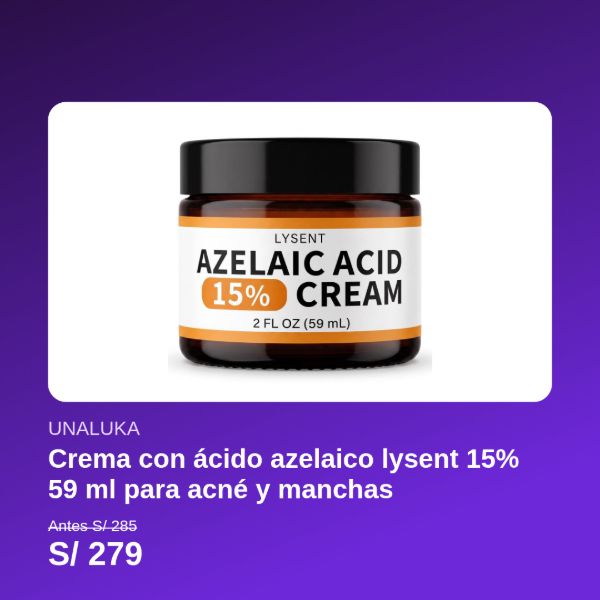 LYSENT
AZELAIC ACID
15% CREAM
2 FL OZ (59 mL)
UNALUKA
Crema con ácido azelaico lysent 15%
59 ml para acné y manchas
Antes S/ 285
S/ 279